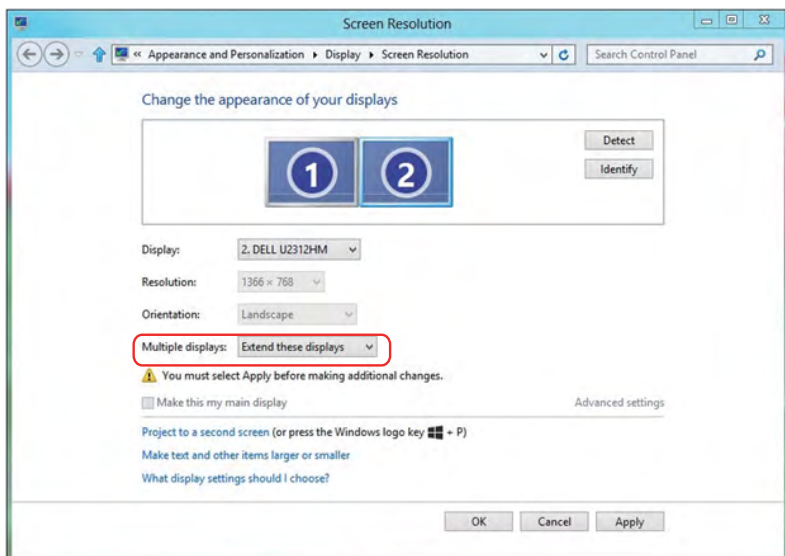 Screen Resolution
« Appearance and Personalization Display Screen Resolution Search Control Panel
Change the appearance of your displays
1 2
Detect
Identify
Display: 2. DELL U2312HM
Resolution: 1366 × 768
Orientation: Landscape
Multiple displays: Extend these displays
You must select Apply before making additional changes.
Make this my main display Advanced settings
Project to a second screen (or press the Windows logo key + P)
Make text and other items larger or smaller
What display settings should I choose?
OK Cancel Apply